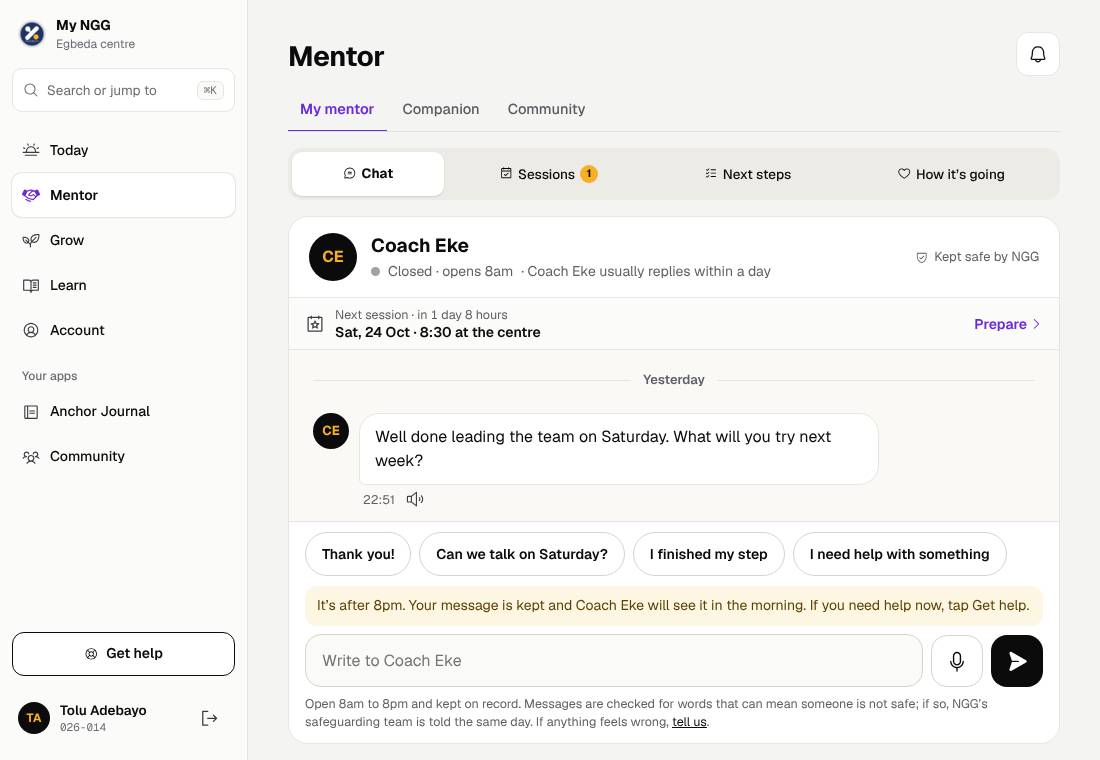 My NGG
Egbeda centre
Search or jump to
⌘K
Today
Mentor
Grow
Learn
Account
Your apps
Anchor Journal
Community
Get help
TA
Tolu Adebayo
026-014
Mentor
My mentor
Companion
Community
Chat
Sessions 1
Next steps
How it's going
CE
Coach Eke
Closed · opens 8am · Coach Eke usually replies within a day
Kept safe by NGG
Next session · in 1 day 8 hours
Sat, 24 Oct · 8:30 at the centre
Prepare
Yesterday
CE
Well done leading the team on Saturday. What will you try next
week?
22:51
Thank you!
Can we talk on Saturday?
I finished my step
I need help with something
It's after 8pm. Your message is kept and Coach Eke will see it in the morning. If you need help now, tap Get help.
Write to Coach Eke
Open 8am to 8pm and kept on record. Messages are checked for words that can mean someone is not safe; if so, NGG's
safeguarding team is told the same day. If anything feels wrong, tell us.